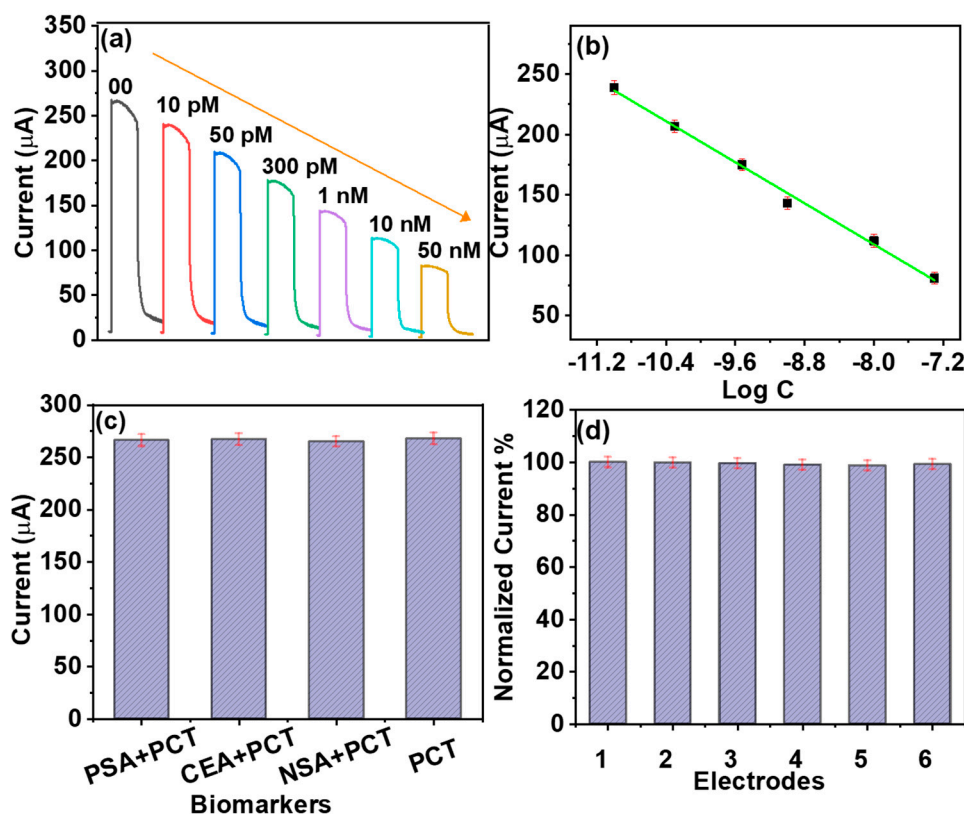 (a)
350
300
250
200
150
100
50
0
Current (μA)
00
10 pM
50 pM
300 pM
1 nM
10 nM
50 nM
(b)
250
200
150
100
50
Current (μA)
-11.2 -10.4 -9.6 -8.8 -8.0 -7.2
Log C
(c)
300
250
200
150
100
50
0
Current (μA)
PSA+PCT
CEA+PCT
NSA+PCT
PCT
Biomarkers
(d)
120
100
80
60
40
20
0
Normalized Current %
1 2 3 4 5 6
Electrodes